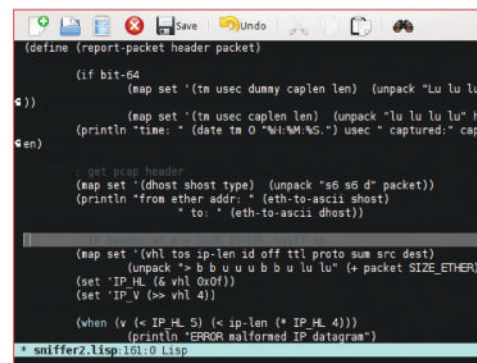 Save Undo
(define (report-packet header packet)
(if bit-64
(map set '(tm usec dummy caplen len) (unpack "Lu lu lu
))
(map set '(tm usec caplen len) (unpack "lu lu lu lu" h
(println "time: " (date tm 0 "%H:%M:%S.") usec " captured:" cap
en)
; get pcap header
(map set '(dhost shost type) (unpack "s6 s6 d" packet))
(println "from ether addr: " (eth-to-ascii shost)
" to: " (eth-to-ascii dhost))
(map set '(vhl tos ip-len id off ttl proto sum src dest)
(unpack "> b b u u u b b u lu lu" (+ packet SIZE_ETHER)
(set 'IP_HL (& vhl 0x0f))
(set 'IP_V (>> vhl 4))
(when (v (< IP_HL 5) (< ip-len (* IP_HL 4)))
(println "ERROR malformed IP datagram")
* sniffer2.lisp:161:0 Lisp